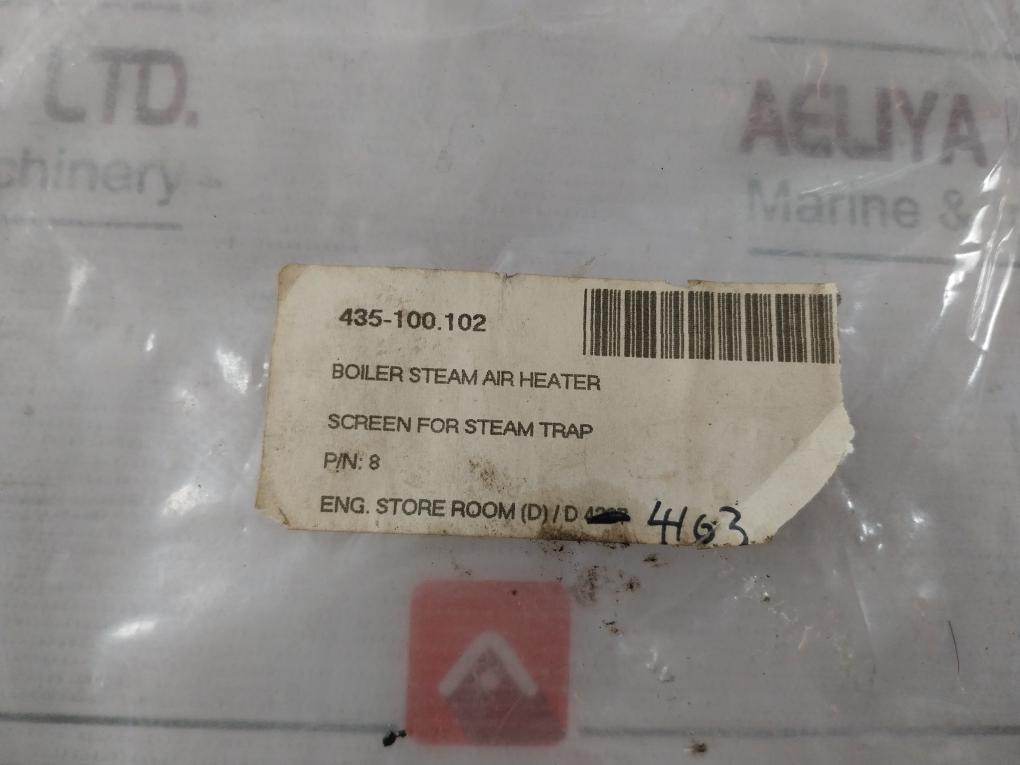 LTD.
chinery
AELIYA
Marine &
435-100.102
BOILER STEAM AIR HEATER
SCREEN FOR STEAM TRAP
P/N: 8
ENG. STORE ROOM (D) / D 4163